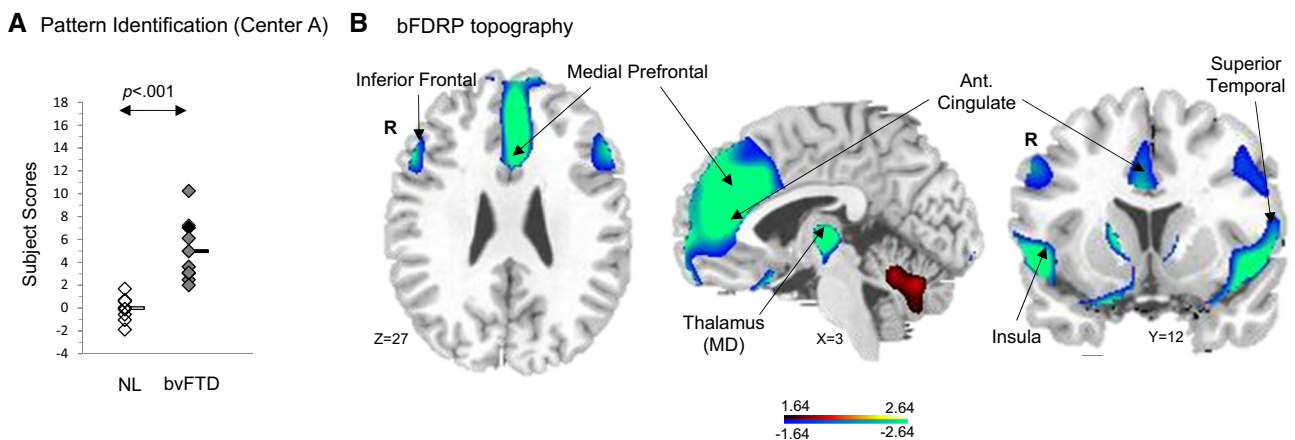 A Pattern Identification (Center A)
p<.001
Subject Scores
18
16
14
12
10
8
6
4
2
0
-2
-4
NL
bvFTD
B bFDRP topography
Inferior Frontal
Medial Prefrontal
Ant.
Cingulate
Superior
Temporal
R
R
Thalamus
(MD)
Insula
Z=27
X=3
Y=12
1.64 2.64
-1.64 -2.64